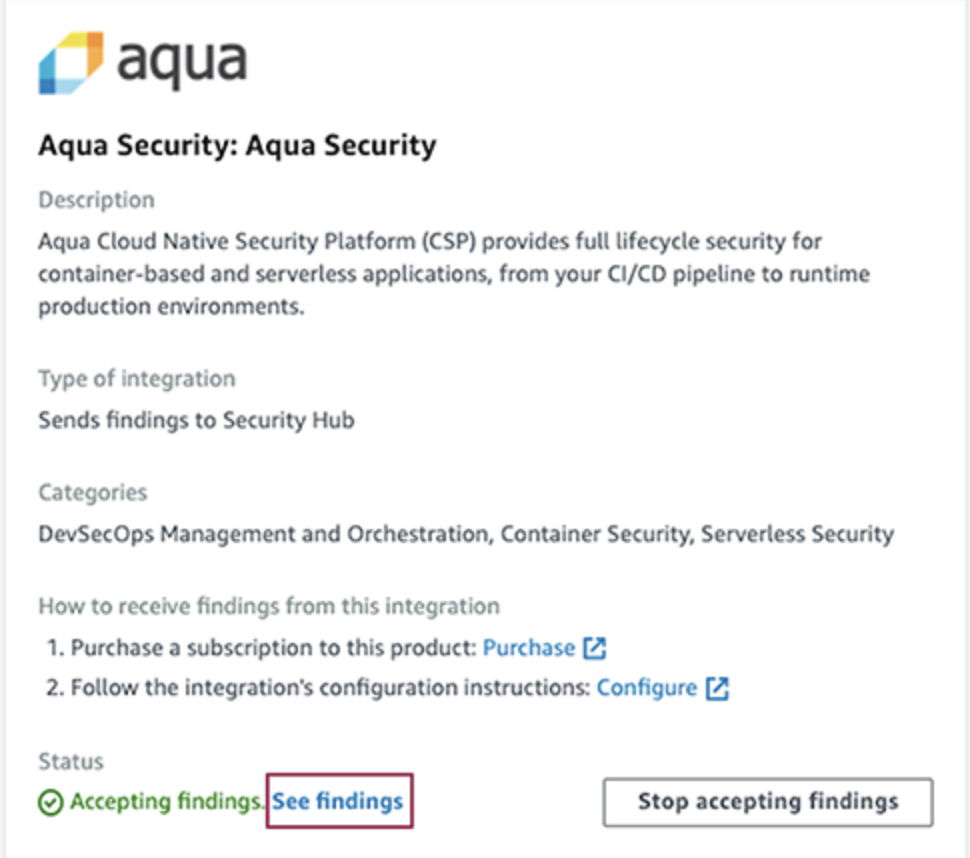 aqua
Aqua Security: Aqua Security
Description
Aqua Cloud Native Security Platform (CSP) provides full lifecycle security for
container-based and serverless applications, from your CI/CD pipeline to runtime
production environments.
Type of integration
Sends findings to Security Hub
Categories
DevSecOps Management and Orchestration, Container Security, Serverless Security
How to receive findings from this integration
1. Purchase a subscription to this product: Purchase
2. Follow the integration's configuration instructions: Configure
Status
Accepting findings. See findings
Stop accepting findings